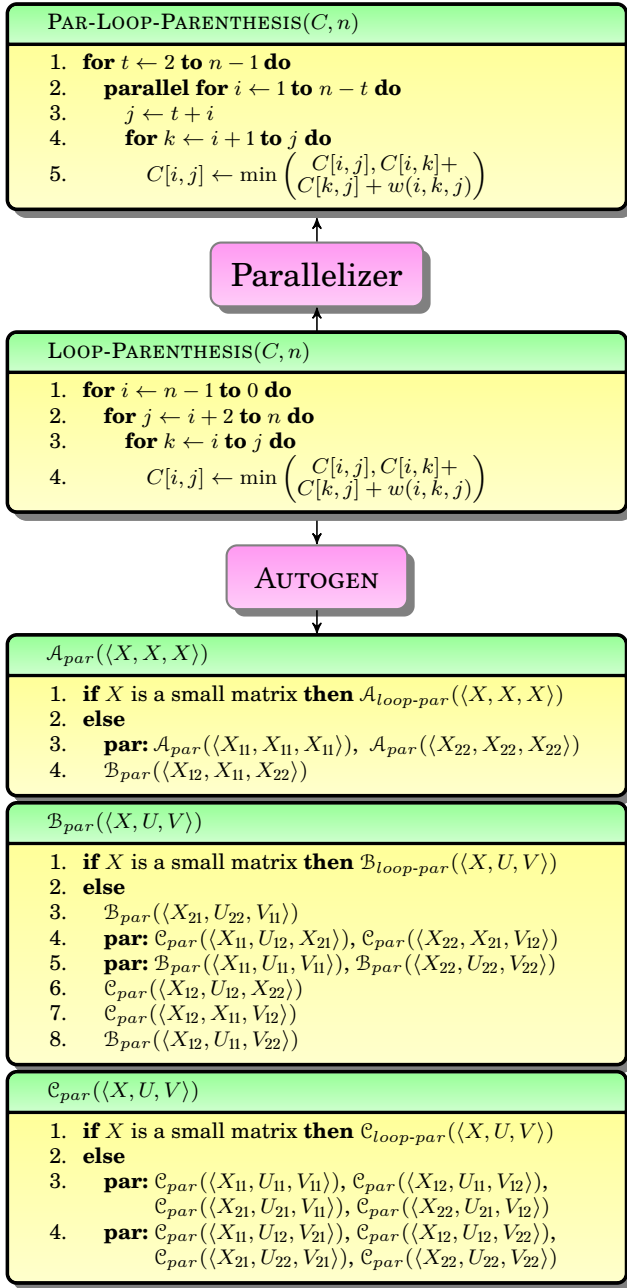 PAR-LOOP-PARENTHESIS(C, n)
1. for t ← 2 to n − 1 do
2. parallel for i ← 1 to n − t do
3. j ← t + i
4. for k ← i + 1 to j do
5. C[i, j] ← min ( C[i, j], C[i, k]+
C[k, j] + w(i, k, j) )
Parallelizer
LOOP-PARENTHESIS(C, n)
1. for i ← n − 1 to 0 do
2. for j ← i + 2 to n do
3. for k ← i to j do
4. C[i, j] ← min ( C[i, j], C[i, k]+
C[k, j] + w(i, k, j) )
AUTOGEN
𝒜par(⟨X, X, X⟩)
1. if X is a small matrix then 𝒜loop-par(⟨X, X, X⟩)
2. else
3. par: 𝒜par(⟨X11, X11, X11⟩), 𝒜par(⟨X22, X22, X22⟩)
4. ℬpar(⟨X12, X11, X22⟩)
ℬpar(⟨X, U, V⟩)
1. if X is a small matrix then ℬloop-par(⟨X, U, V⟩)
2. else
3. ℬpar(⟨X21, U22, V11⟩)
4. par: 𝒞par(⟨X11, U12, X21⟩), 𝒞par(⟨X22, X21, V12⟩)
5. par: ℬpar(⟨X11, U11, V11⟩), ℬpar(⟨X22, U22, V22⟩)
6. 𝒞par(⟨X12, U12, X22⟩)
7. 𝒞par(⟨X12, X11, V12⟩)
8. ℬpar(⟨X12, U11, V22⟩)
𝒞par(⟨X, U, V⟩)
1. if X is a small matrix then 𝒞loop-par(⟨X, U, V⟩)
2. else
3. par: 𝒞par(⟨X11, U11, V11⟩), 𝒞par(⟨X12, U11, V12⟩),
𝒞par(⟨X21, U21, V11⟩), 𝒞par(⟨X22, U21, V12⟩)
4. par: 𝒞par(⟨X11, U12, V21⟩), 𝒞par(⟨X12, U12, V22⟩),
𝒞par(⟨X21, U22, V21⟩), 𝒞par(⟨X22, U22, V22⟩)